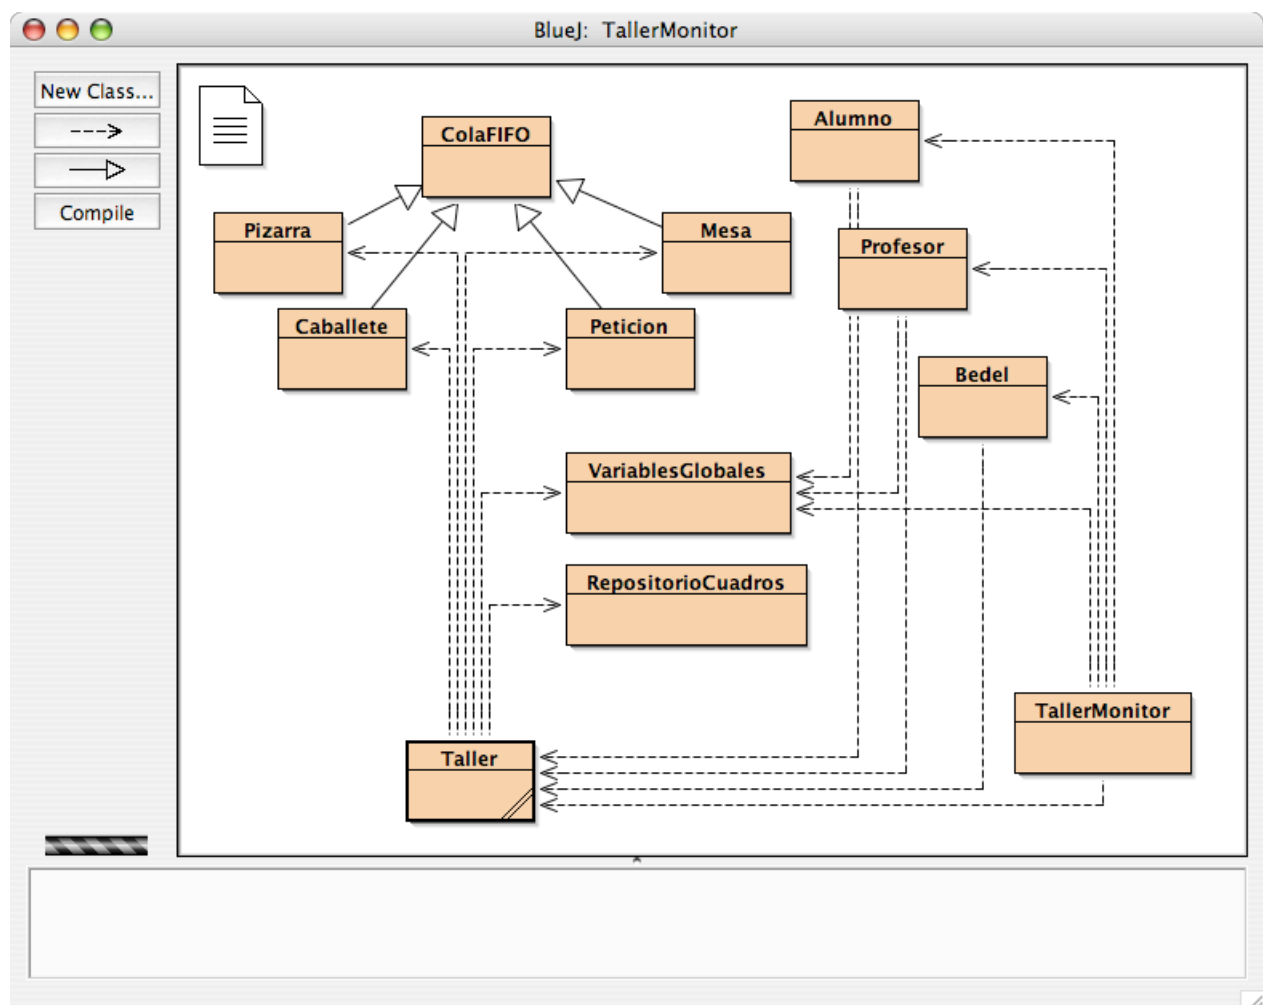 BlueJ: TallerMonitor
New Class...
Compile
ColaFIFO
Alumno
Pizarra
Mesa
Profesor
Caballete
Peticion
Bedel
VariablesGlobales
RepositorioCuadros
TallerMonitor
Taller